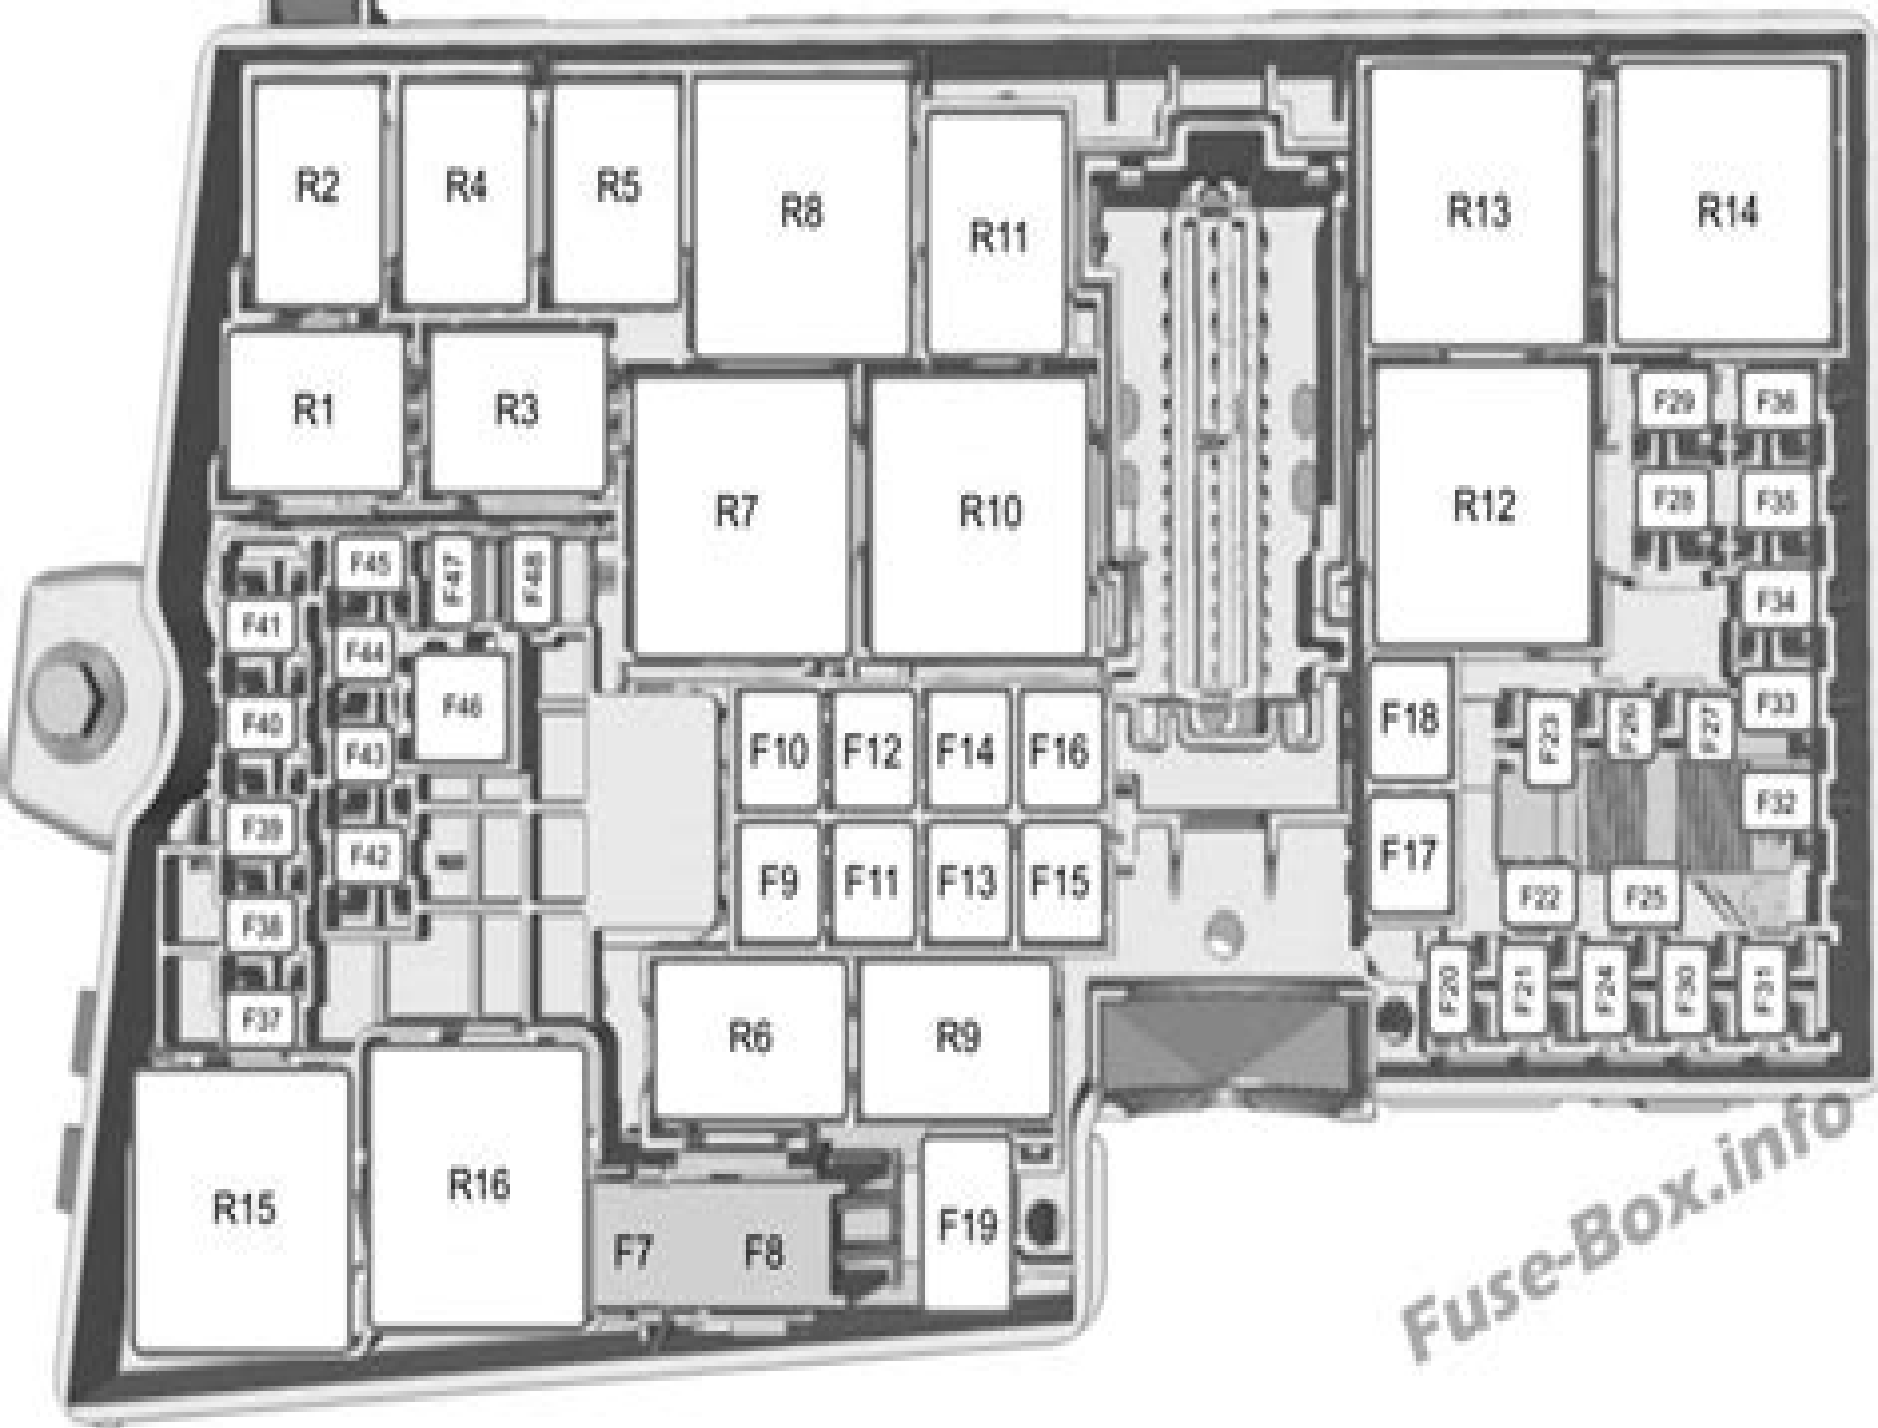 R2 R4 R5 R8 R11 R13 R14
R1 R3 R7 R10 R12
F29 F36
F28 F35
F45 F47 F48 F34
F41 F44 F46 F18 F33
F40 F43 F10 F12 F14 F16 F23 F26 F27
F39 F42 F9 F11 F13 F15 F17 F32
F38 F22 F25
F37 R6 R9 F20 F21 F24 F30 F31
R15 R16 F7 F8 F19
Fuse-Box.info